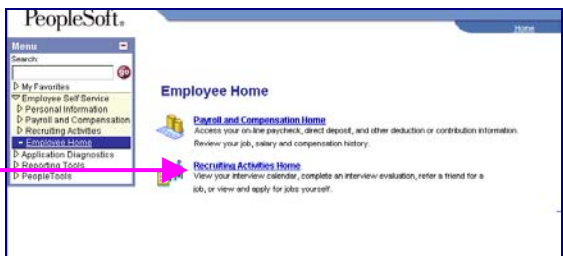 PeopleSoft.
Home
Menu
Search:
go
My Favorites
Employee Self Service
Personal Information
Payroll and Compensation
Recruiting Activities
Employee Home
Application Diagnostics
Reporting Tools
PeopleTools
Employee Home
Payroll and Compensation Home
Access your on-line paycheck, direct deposit, and other deduction or contribution information.
Review your job, salary and compensation history.
Recruiting Activities Home
View your interview calendar, complete an interview evaluation, refer a friend for a
job, or view and apply for jobs yourself.